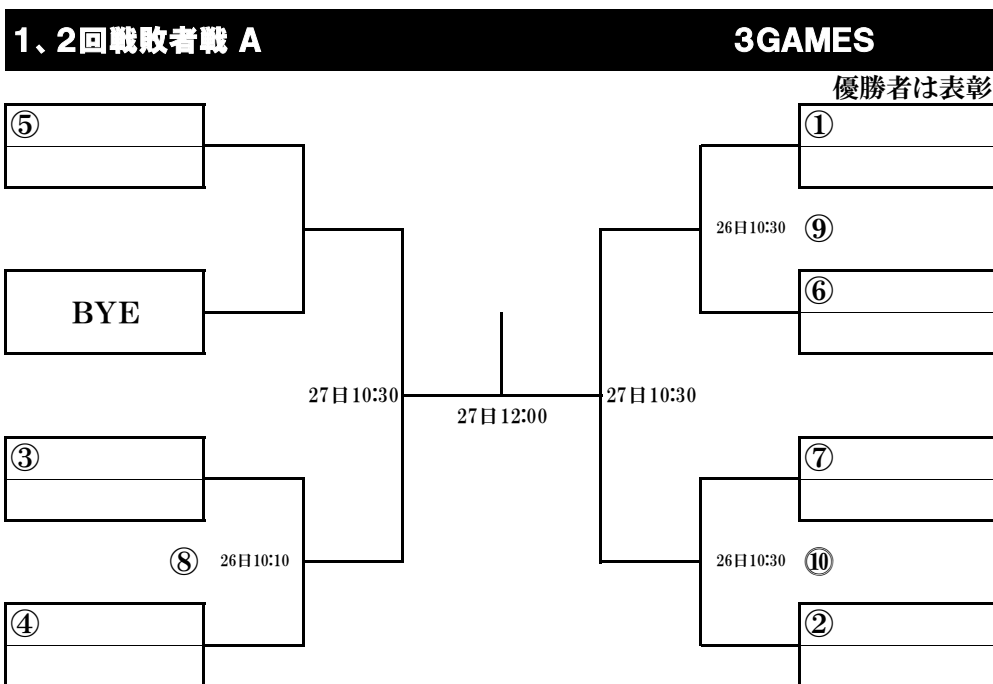 1、2回戦敗者戦 A 3GAMES
優勝者は表彰
⑤ ①
26日10:30 ⑨
BYE ⑥
27日10:30 27日10:30
27日12:00
③ ⑦
⑧ 26日10:10 26日10:30 ⑩
④ ②